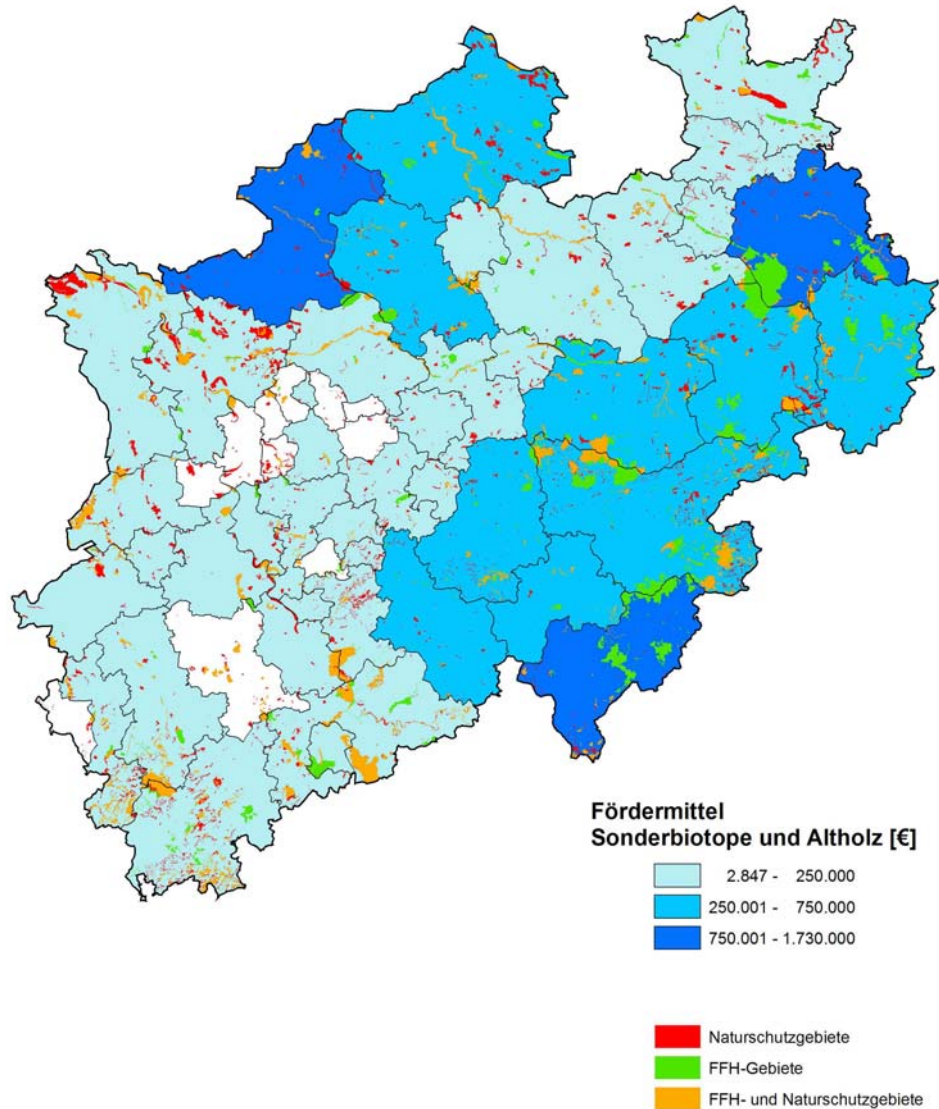 Fördermittel
Sonderbiotope und Altholz [€]
2.847 - 250.000
250.001 - 750.000
750.001 - 1.730.000
Naturschutzgebiete
FFH-Gebiete
FFH- und Naturschutzgebiete